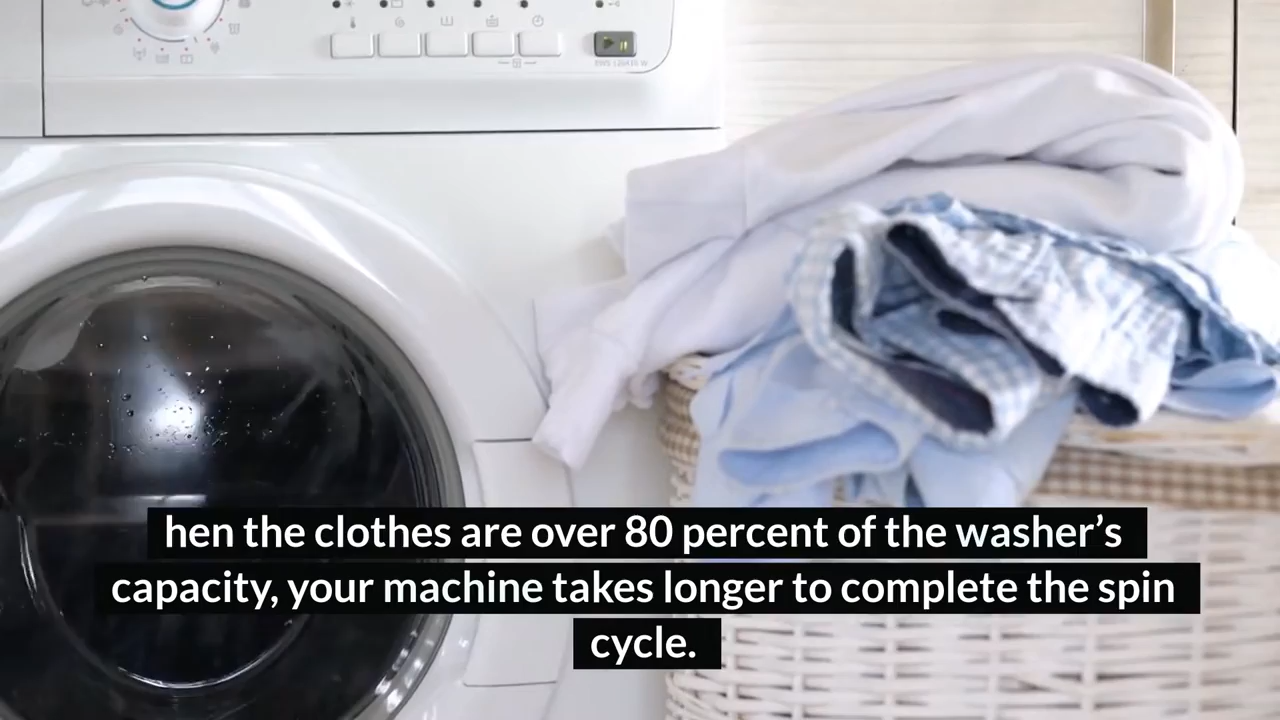 hen the clothes are over 80 percent of the washer’s
capacity, your machine takes longer to complete the spin
cycle.